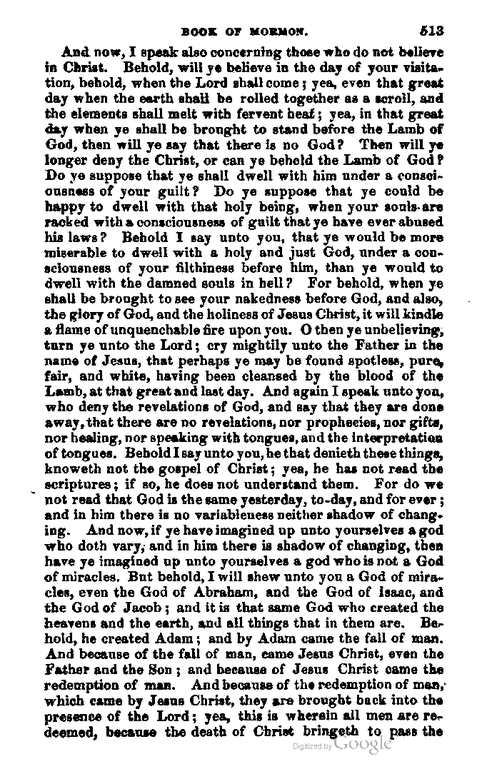 BOOK OF MORMON. 513
And now, I speak also concerning those who do not believe
in Christ. Behold, will ye believe in the day of your visita-
tion, behold, when the Lord shall come; yea, even that great
day when the earth shall be rolled together as a scroll, and
the elements shall melt with fervent heat; yea, in that great
day when ye shall be brought to stand before the Lamb of
God, then will ye say that there is no God? Then will ye
longer deny the Christ, or can ye behold the Lamb of God?
Do ye suppose that ye shall dwell with him under a consci-
ousness of your guilt? Do ye suppose that ye could be
happy to dwell with that holy being, when your souls are
racked with a consciousness of guilt that ye have ever abused
his laws? Behold I say unto you, that ye would be more
miserable to dwell with a holy and just God, under a con-
sciousness of your filthiness before him, than ye would to
dwell with the damned souls in hell? For behold, when ye
shall be brought to see your nakedness before God, and also,
the glory of God, and the holiness of Jesus Christ, it will kindle
a flame of unquenchable fire upon you. O then ye unbelieving,
turn ye unto the Lord; cry mightily unto the Father in the
name of Jesus, that perhaps ye may be found spotless, pure,
fair, and white, having been cleansed by the blood of the
Lamb, at that great and last day. And again I speak unto you,
who deny the revelations of God, and say that they are done
away, that there are no revelations, nor prophecies, nor gifts,
nor healing, nor speaking with tongues, and the interpretation
of tongues. Behold I say unto you, he that denieth these things,
knoweth not the gospel of Christ; yea, he has not read the
scriptures; if so, he does not understand them. For do we
not read that God is the same yesterday, to-day, and for ever;
and in him there is no variableness neither shadow of chang-
ing. And now, if ye have imagined up unto yourselves a god
who doth vary, and in him there is shadow of changing, then
have ye imagined up unto yourselves a god who is not a God
of miracles. But behold, I will shew unto you a God of mira-
cles, even the God of Abraham, and the God of Isaac, and
the God of Jacob; and it is that same God who created the
heavens and the earth, and all things that in them are. Be-
hold, he created Adam; and by Adam came the fall of man.
And because of the fall of man, came Jesus Christ, even the
Father and the Son; and because of Jesus Christ came the
redemption of man. And because of the redemption of man,
which came by Jesus Christ, they are brought back into the
presence of the Lord; yea, this is wherein all men are re-
deemed, because the death of Christ bringeth to pass the
Digitized by Google